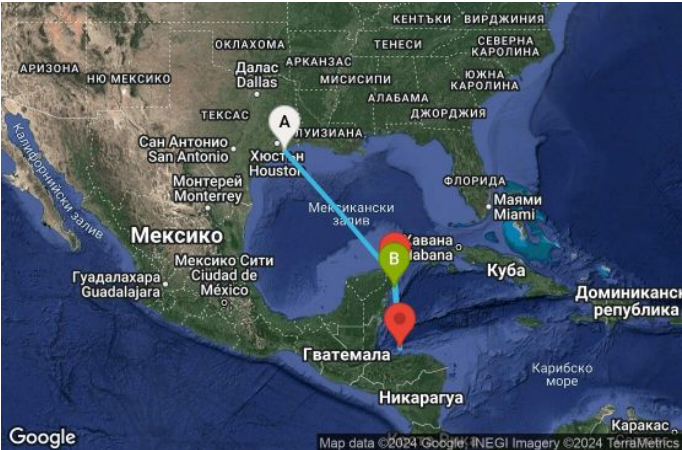 КЕНТЪКИ
ВИРДЖИНИЯ
ОКЛАХОМА
ТЕНЕСИ
СЕВЕРНА
КАРОЛИНА
АРИЗОНА
НЮ МЕКСИКО
Далас
Dallas
АРКАНЗАС
МИСИСИПИ
ЮЖНА
КАРОЛИНА
АЛАБАМА
ТЕКСАС
A
ЛУИЗИАНА
ДЖОРДЖИЯ
Сан Антонио
San Antonio
Хюстън
Houston
Калифорнийски залив
Монтерей
Monterrey
ФЛОРИДА
Маями
Miami
Мексикански
залив
Мексико
Хавана
Habana
B
Куба
Гуадалахара
Guadalajara
Мексико Сити
Ciudad de
México
Доминиканск
република
Гватемала
Карибско
море
Никарагуа
Каракас
Google
Map data ©2024 Google, INEGI Imagery ©2024 TerraMetrics